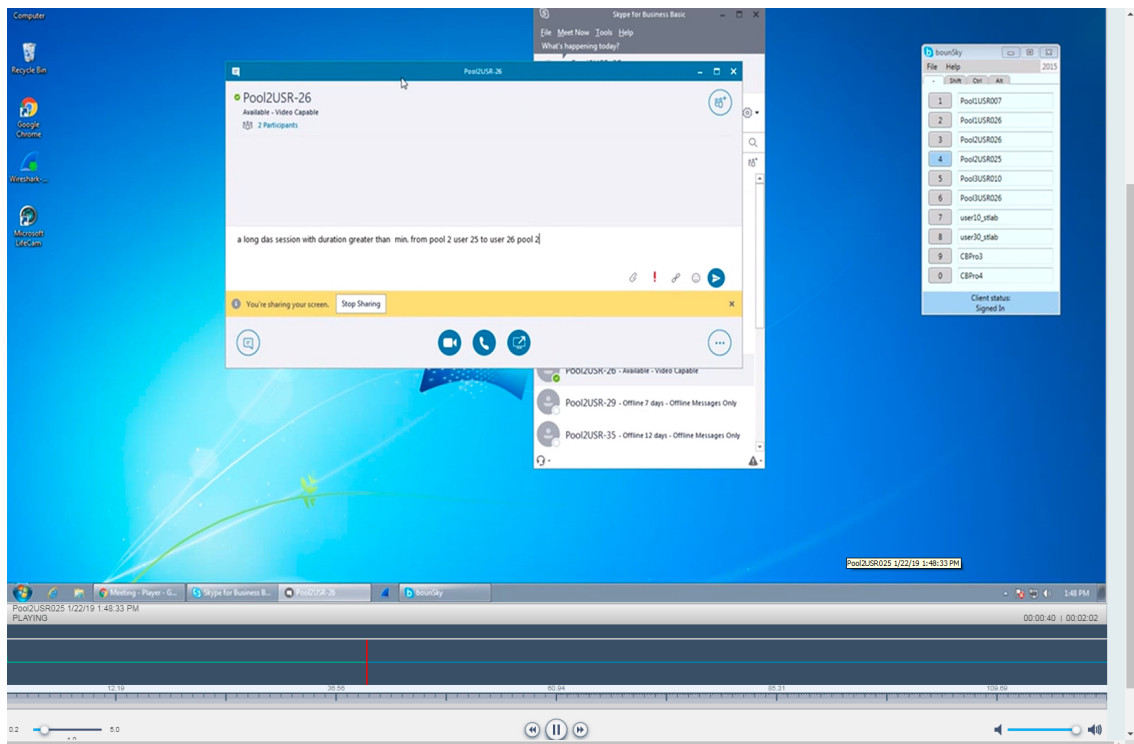 Computer
Recycle Bin
Google
Chrome
Wireshark-...
Microsoft
LifeCam
Skype for Business Basic
File Meet Now Tools Help
What's happening today?
Pool2USR-26
Pool2USR-26
Available - Video Capable
2 Participants
a long das session with duration greater than min. from pool 2 user 25 to user 26 pool 2
You're sharing your screen. Stop Sharing
Pool2USR-26 - Available - Video Capable
Pool2USR-29 - Offline 7 days - Offline Messages Only
Pool2USR-35 - Offline 12 days - Offline Messages Only
bounSky
File Help 2015
- Shift Ctrl Alt
1 Pool1USR007
2 Pool1USR026
3 Pool2USR026
4 Pool2USR025
5 Pool3USR010
6 Pool3USR026
7 user10_stlab
8 user30_stlab
9 CBPro3
0 CBPro4
Client status:
Signed In
Pool2USR025 1/22/19 1:48:33 PM
Meeting - Player - G... Skype for Business B... Pool2USR-26 bounSky 1:48 PM
Pool2USR025 1/22/19 1:48:33 PM
PLAYING 00:00:40 | 00:02:02
12.19 36.56 60.94 85.31 109.69
0.2 5.0